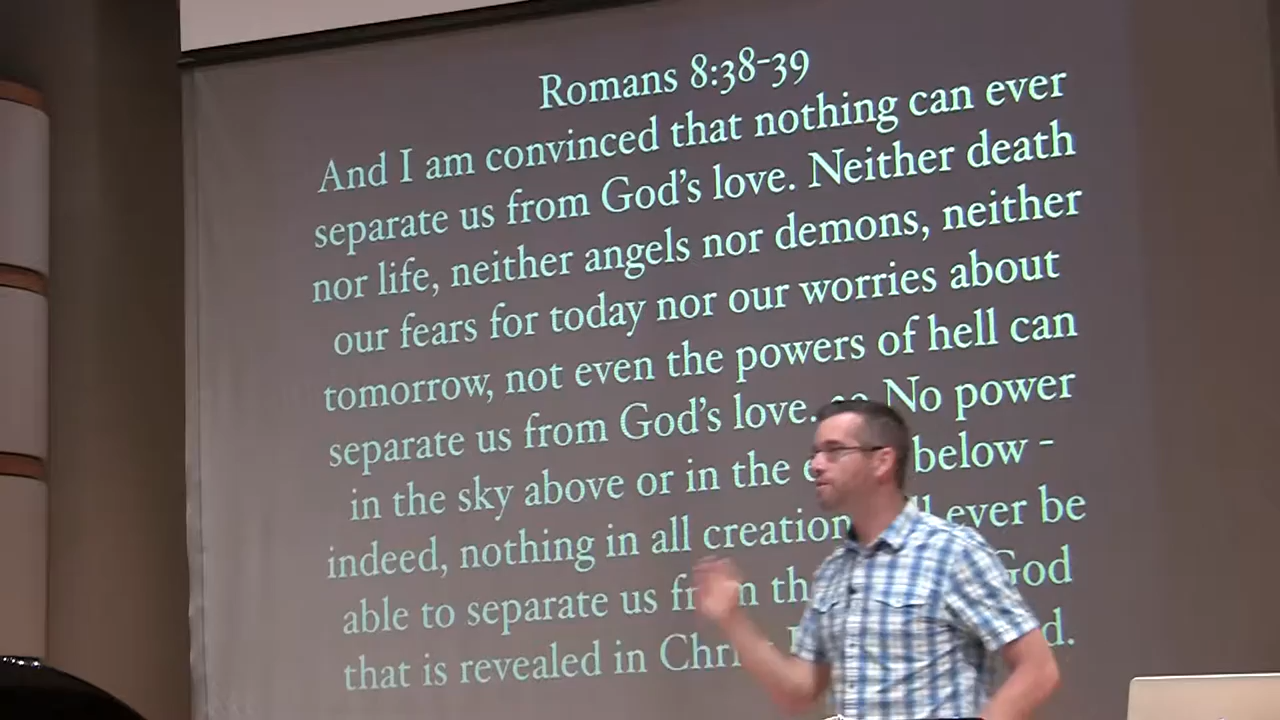 Romans 8:38-39
And I am convinced that nothing can ever
separate us from God's love. Neither death
nor life, neither angels nor demons, neither
our fears for today nor our worries about
tomorrow, not even the powers of hell can
separate us from God's love. No power
in the sky above or in the below -
indeed, nothing in all creation ever be
able to separate us God
that is revealed in